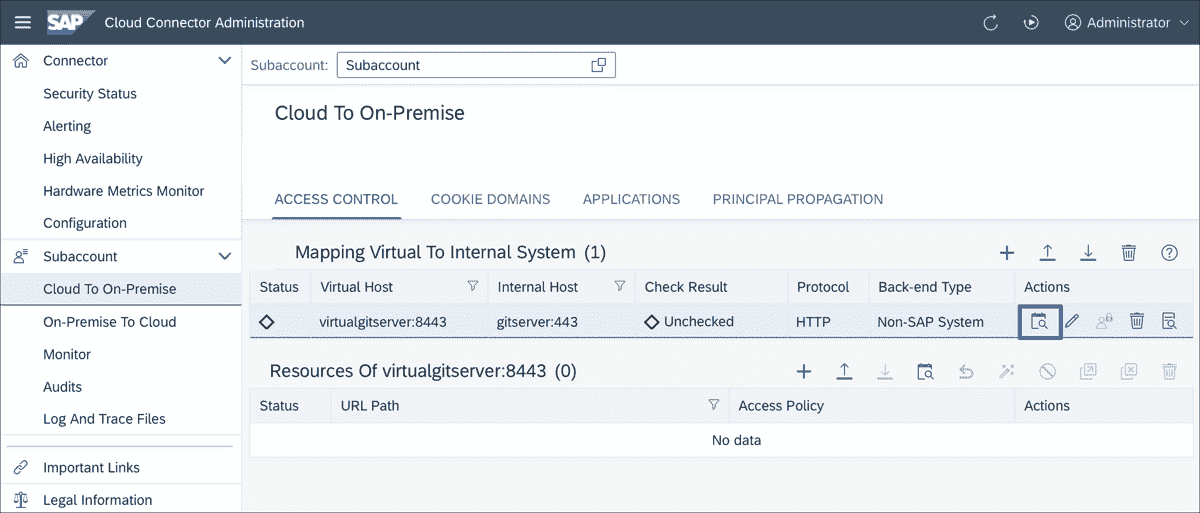 SAP Cloud Connector Administration Administrator
Connector
Security Status
Alerting
High Availability
Hardware Metrics Monitor
Configuration
Subaccount
Cloud To On-Premise
On-Premise To Cloud
Monitor
Audits
Log And Trace Files
Important Links
Legal Information
Subaccount: Subaccount
Cloud To On-Premise
ACCESS CONTROL COOKIE DOMAINS APPLICATIONS PRINCIPAL PROPAGATION
Mapping Virtual To Internal System (1)
Status Virtual Host Internal Host Check Result Protocol Back-end Type Actions
virtualgitserver:8443 gitserver:443 Unchecked HTTP Non-SAP System
Resources Of virtualgitserver:8443 (0)
Status URL Path Access Policy Actions
No data